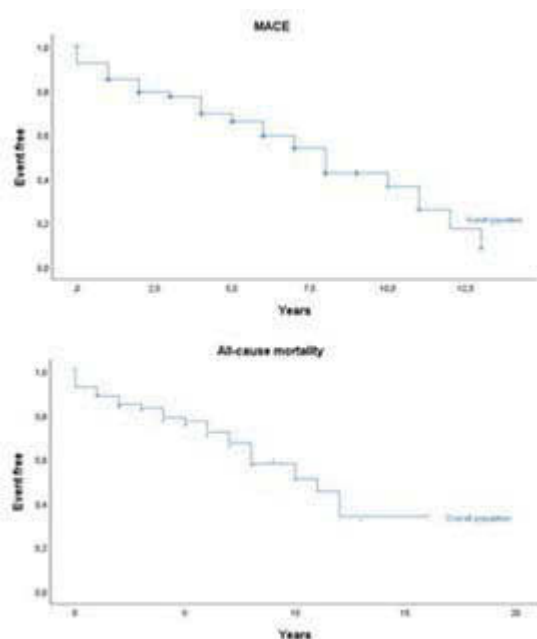 MACE
1,0
0,8
0,6
0,4
0,2
0,0
Event free
Overall population
,0
2,5
5,0
7,5
10,0
12,5
Years
All-cause mortality
1,0
0,8
0,6
0,4
0,2
0,0
Event free
Overall population
0
5
10
15
20
Years